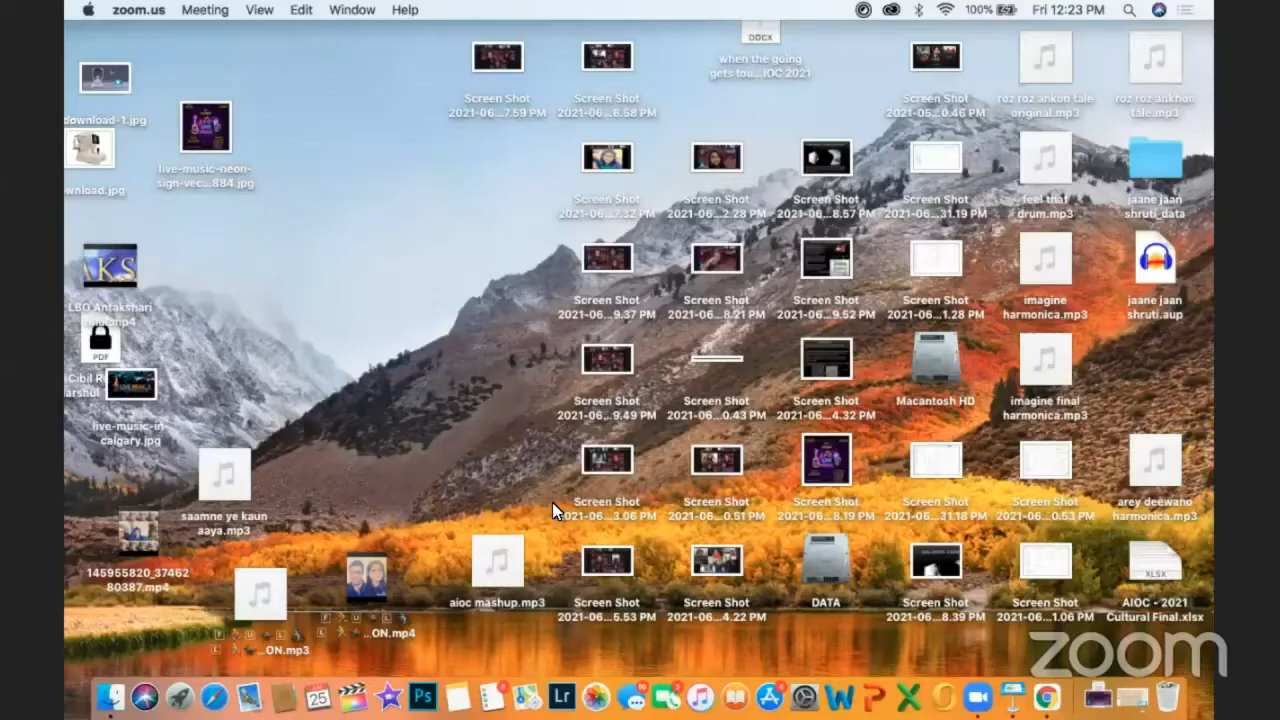 zoom.us Meeting View Edit Window Help 100% Fri 12:23 PM
download-1.jpg
live-music-neon-
sign-vec...884.jpg
LBO Antakshari
PDF
live-music-in-
calgary.jpg
saamne ye kaun
aaya.mp3
145955820_37462
80387.mp4
...ON.mp3
...ON.mp4
aioc mashup.mp3
Screen Shot
2021-06...7.59 PM
Screen Shot
2021-06...6.58 PM
DOCX
when the going
gets tou...IOC 2021
Screen Shot
2021-05...0.46 PM
roz roz ankon tale
original.mp3
roz roz ankhon
tale.mp3
Screen Shot
2021-06...7.32 PM
Screen Shot
2021-06...2.28 PM
Screen Shot
2021-06...8.57 PM
Screen Shot
2021-06...31.19 PM
feel that
drum.mp3
jaane jaan
shruti_data
Screen Shot
2021-06...9.37 PM
Screen Shot
2021-06...8.21 PM
Screen Shot
2021-06...9.52 PM
Screen Shot
2021-06...1.28 PM
imagine
harmonica.mp3
jaane jaan
shruti.aup
Screen Shot
2021-06...9.49 PM
Screen Shot
2021-06...0.43 PM
Screen Shot
2021-06...4.32 PM
Macantosh HD
imagine final
harmonica.mp3
Screen Shot
2021-06...3.06 PM
Screen Shot
2021-06...0.51 PM
Screen Shot
2021-06...8.19 PM
Screen Shot
2021-06...31.18 PM
Screen Shot
2021-06...0.53 PM
arey deewano
harmonica.mp3
Screen Shot
2021-06...5.53 PM
Screen Shot
2021-06...4.22 PM
DATA
Screen Shot
2021-06...8.39 PM
Screen Shot
2021-06...1.06 PM
XLSX
AIOC - 2021
Cultural Final.xlsx
zoom
25
Ps
Lr